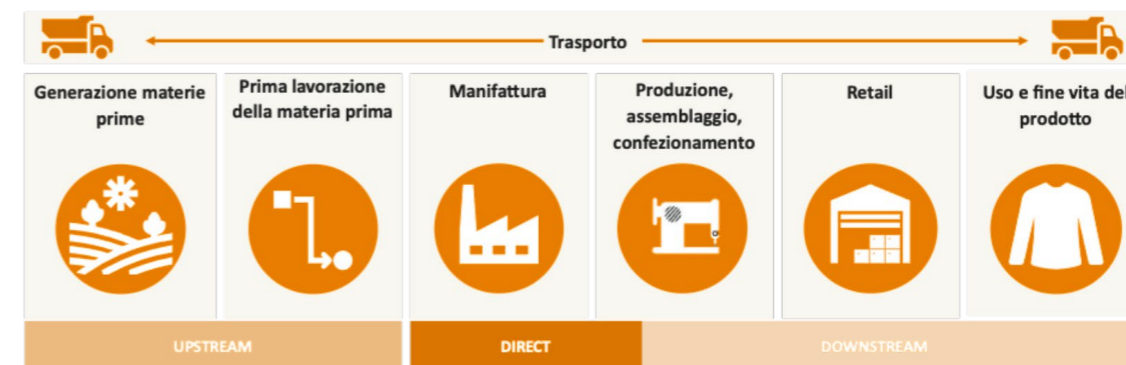 Trasporto
Generazione materie
prime
Prima lavorazione
della materia prima
Manifattura
Produzione,
assemblaggio,
confezionamento
Retail
Uso e fine vita del
prodotto
UPSTREAM
DIRECT
DOWNSTREAM